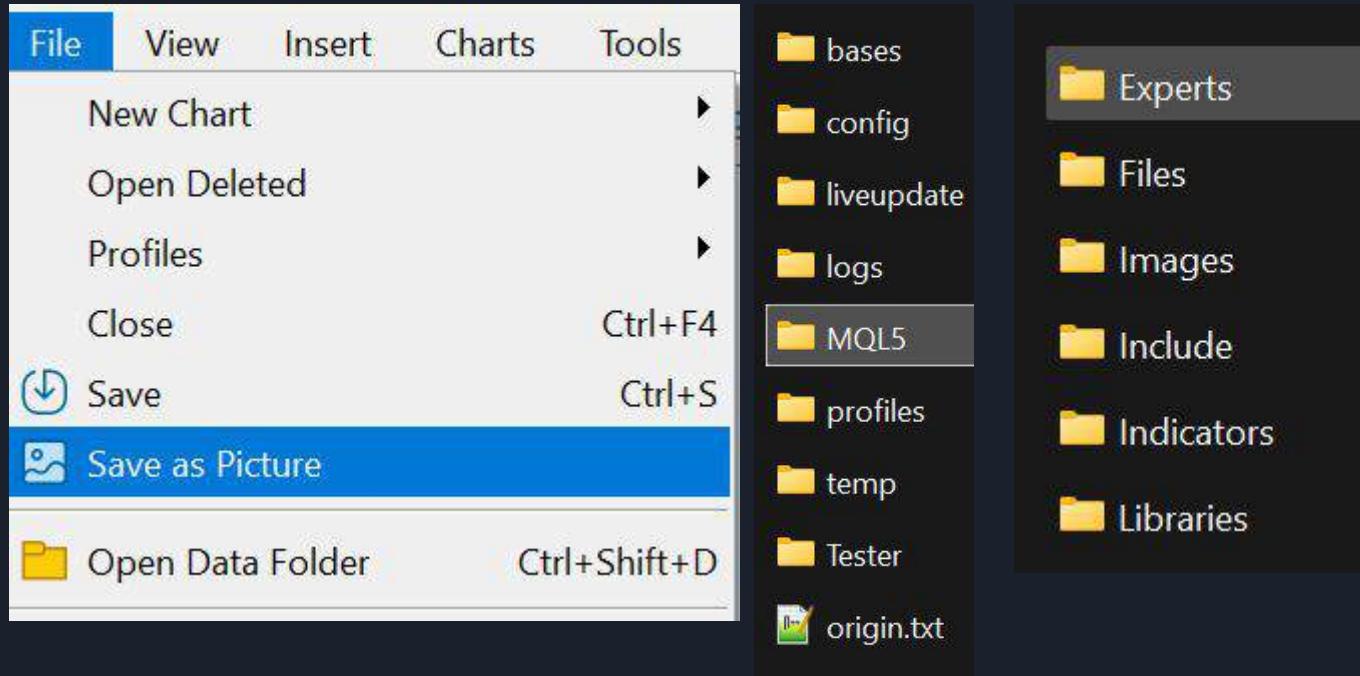 File View Insert Charts Tools
New Chart
Open Deleted
Profiles
Close Ctrl+F4
Save Ctrl+S
Save as Picture
Open Data Folder Ctrl+Shift+D
bases
config
liveupdate
logs
MQL5
profiles
temp
Tester
origin.txt
Experts
Files
Images
Include
Indicators
Libraries